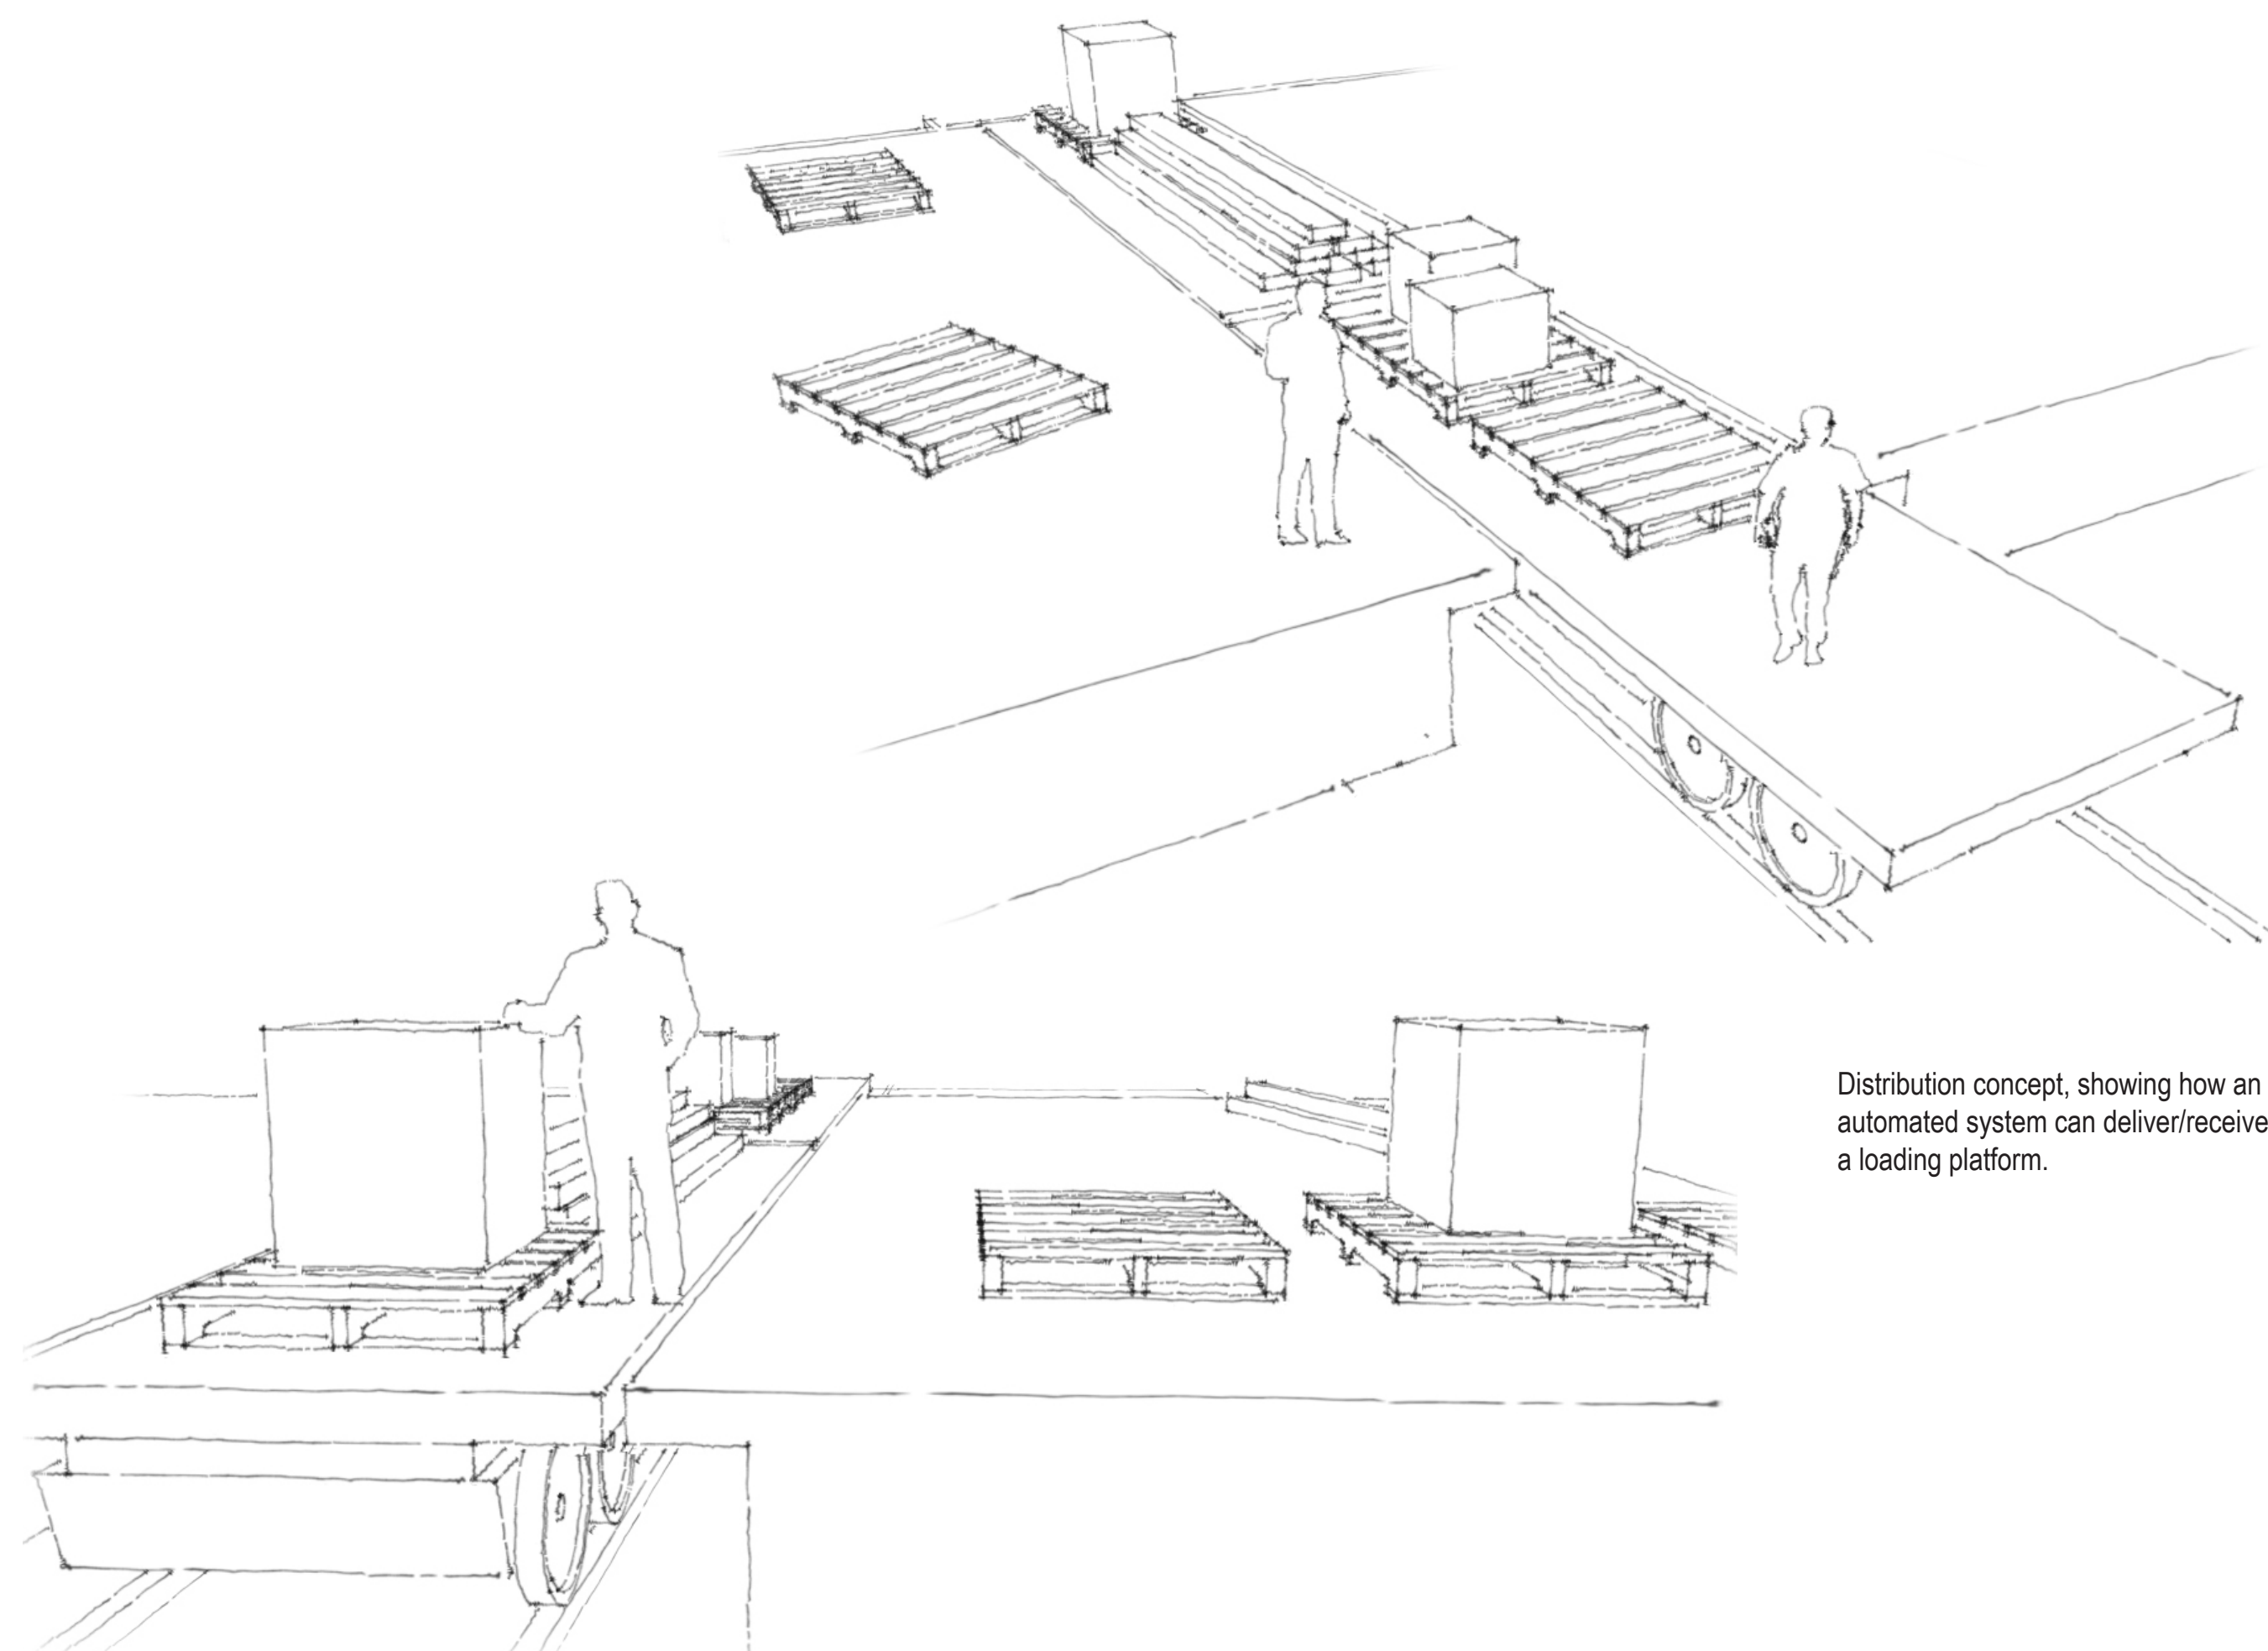 Distribution concept, showing how an
automated system can deliver/receive
a loading platform.